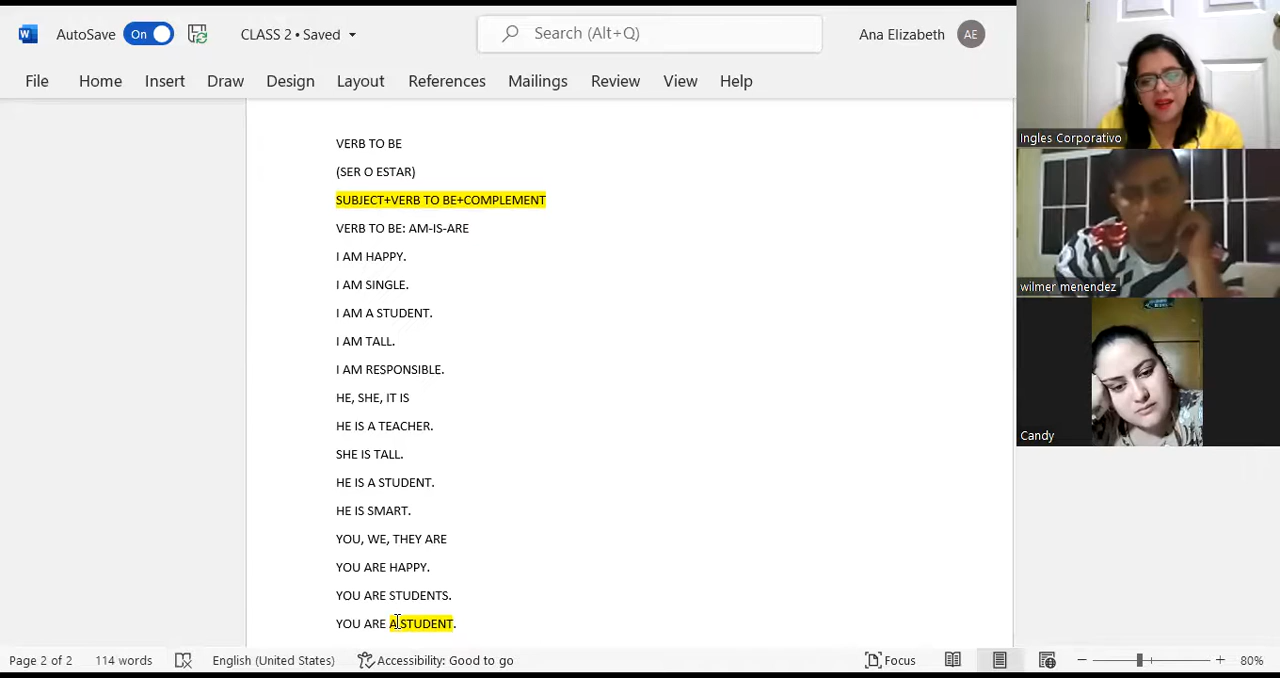 AutoSave On CLASS 2 • Saved Search (Alt+Q) Ana Elizabeth AE
File Home Insert Draw Design Layout References Mailings Review View Help
VERB TO BE
(SER O ESTAR)
SUBJECT+VERB TO BE+COMPLEMENT
VERB TO BE: AM-IS-ARE
I AM HAPPY.
I AM SINGLE.
I AM A STUDENT.
I AM TALL.
I AM RESPONSIBLE.
HE, SHE, IT IS
HE IS A TEACHER.
SHE IS TALL.
HE IS A STUDENT.
HE IS SMART.
YOU, WE, THEY ARE
YOU ARE HAPPY.
YOU ARE STUDENTS.
YOU ARE A STUDENT.
Page 2 of 2 114 words English (United States) Accessibility: Good to go Focus 80%
Ingles Corporativo
wilmer menendez
Candy